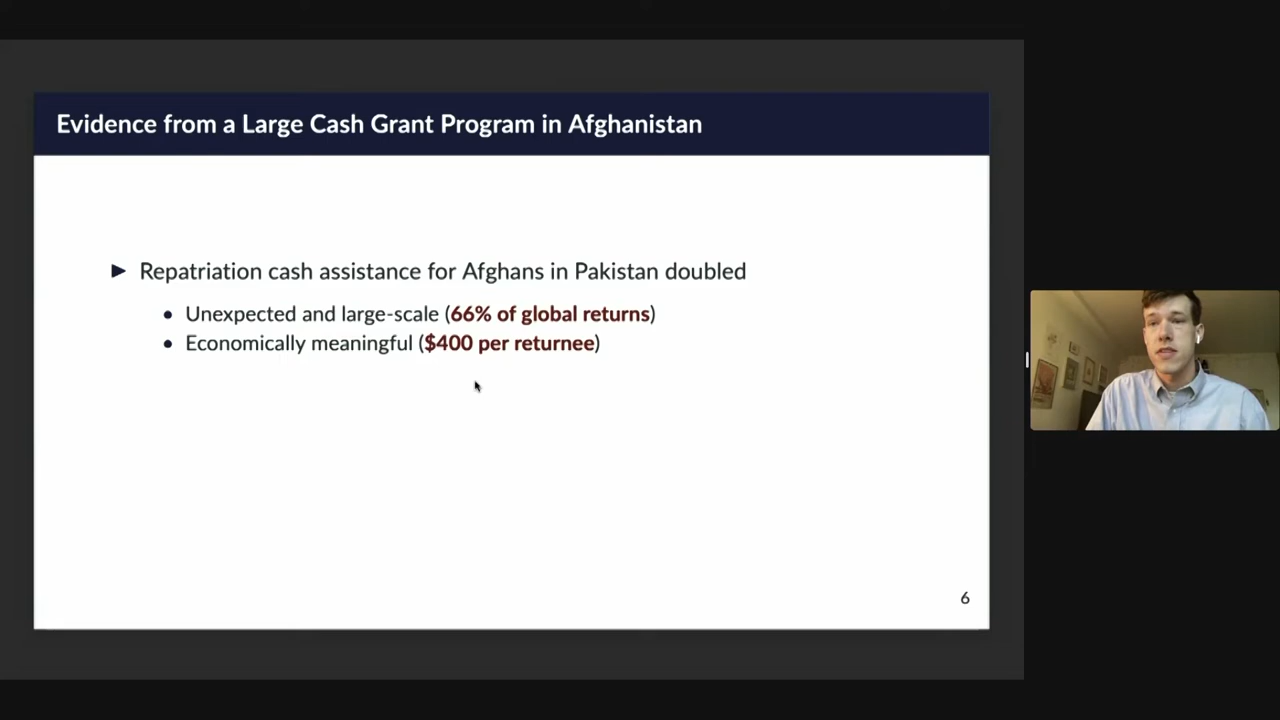 Evidence from a Large Cash Grant Program in Afghanistan
► Repatriation cash assistance for Afghans in Pakistan doubled
• Unexpected and large-scale (66% of global returns)
• Economically meaningful ($400 per returnee)
6